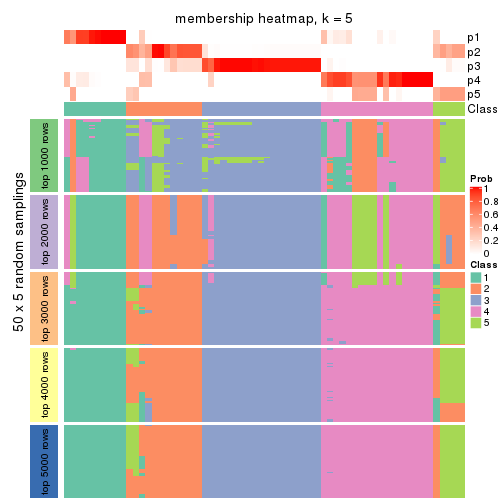 membership heatmap, k = 5
p1
p2
p3
p4
p5
Class
50 x 5 random samplings
top 1000 rows
top 2000 rows
top 3000 rows
top 4000 rows
top 5000 rows
Prob
1
0.8
0.6
0.4
0.2
0
Class
1
2
3
4
5